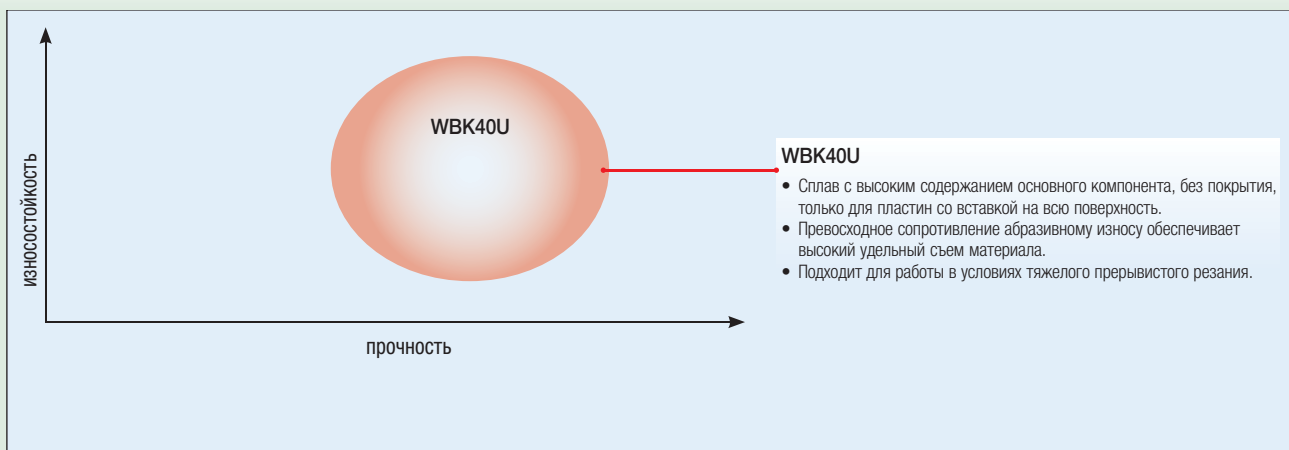 WBK40U
износостойкость
прочность
WBK40U
• Сплав с высоким содержанием основного компонента, без покрытия,
только для пластин со вставкой на всю поверхность.
• Превосходное сопротивление абразивному износу обеспечивает
высокий удельный съем материала.
• Подходит для работы в условиях тяжелого прерывистого резания.